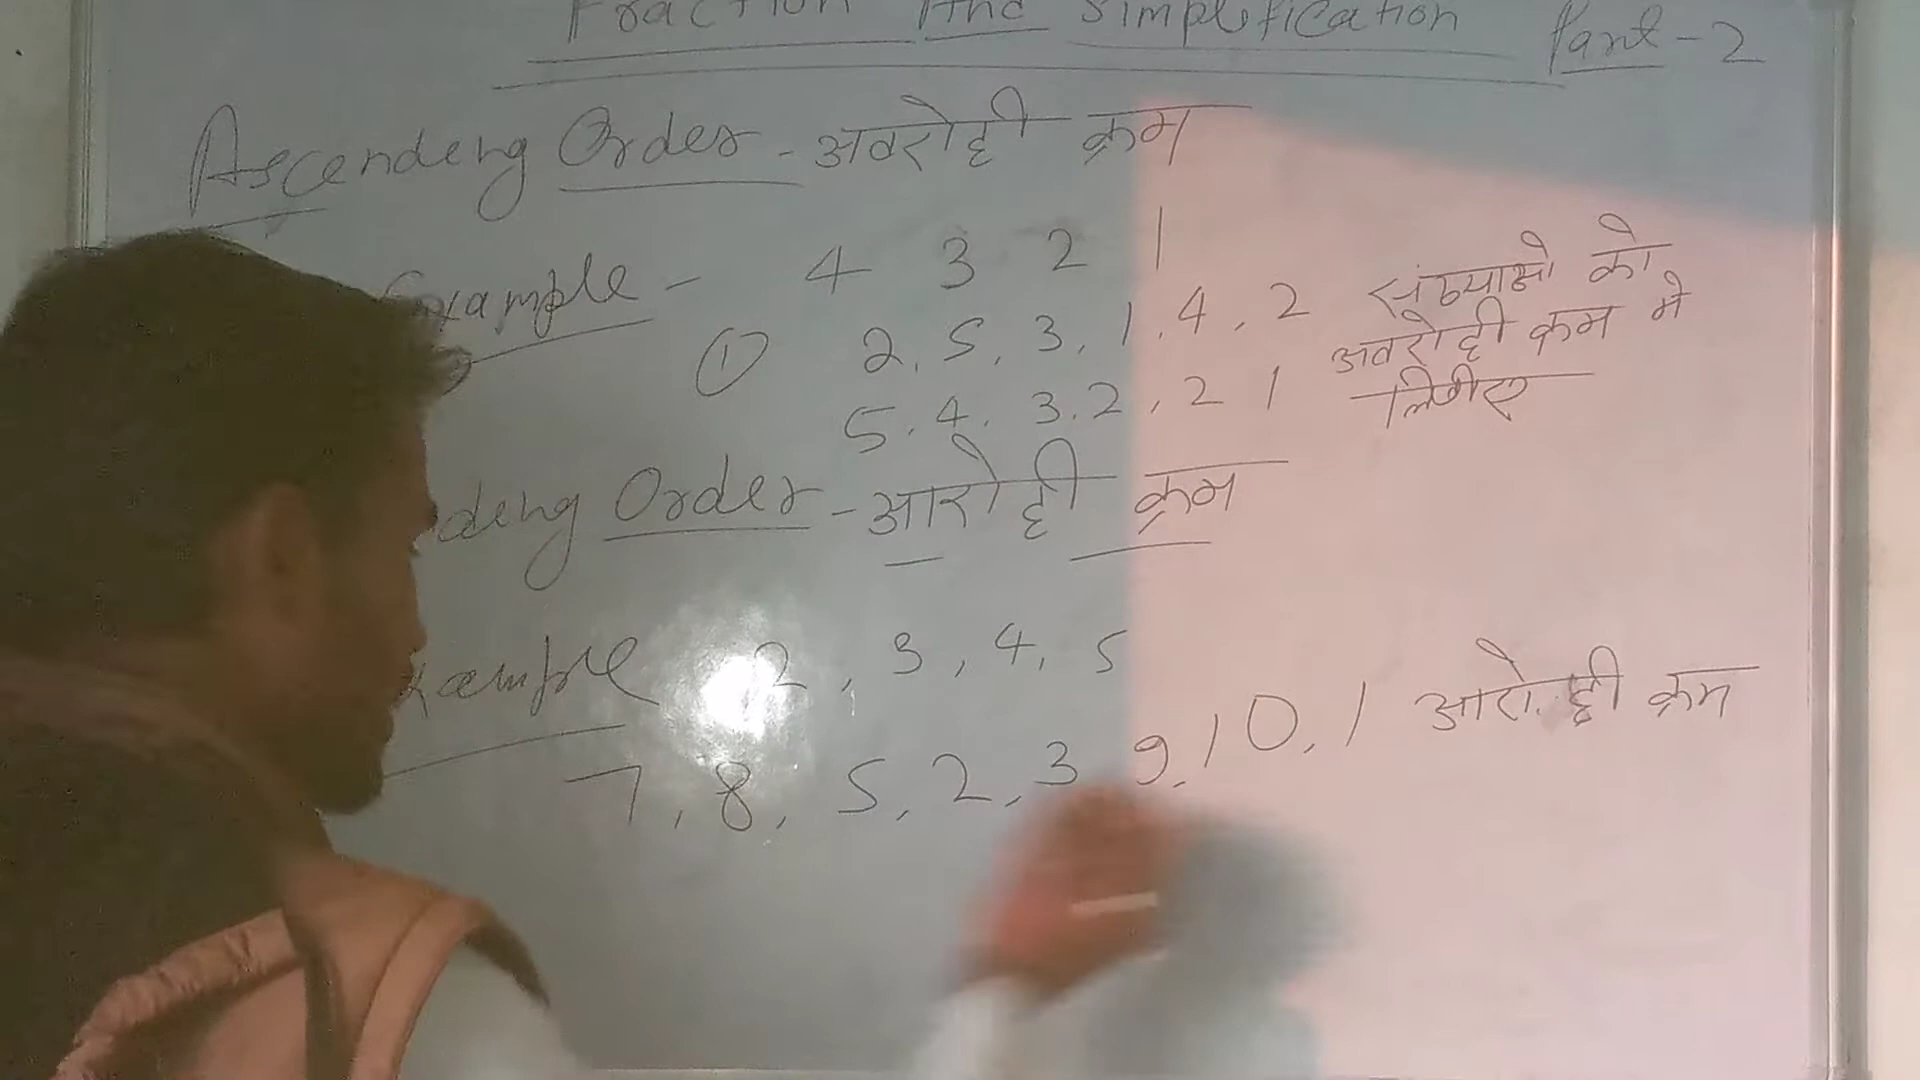 Fraction And Simplification Part-2
Ascending Order - अवरोही क्रम
Example - 4 3 2 1
① 2, 5, 3, 1, 4, 2 संख्याओ को
अवरोही क्रम मे
5, 4, 3, 2, 2 1 लिखिए
Order - आरोही क्रम
2, 3, 4, 5
7, 8, 5, 2, 3 9, 10, 1 आरोही क्रम